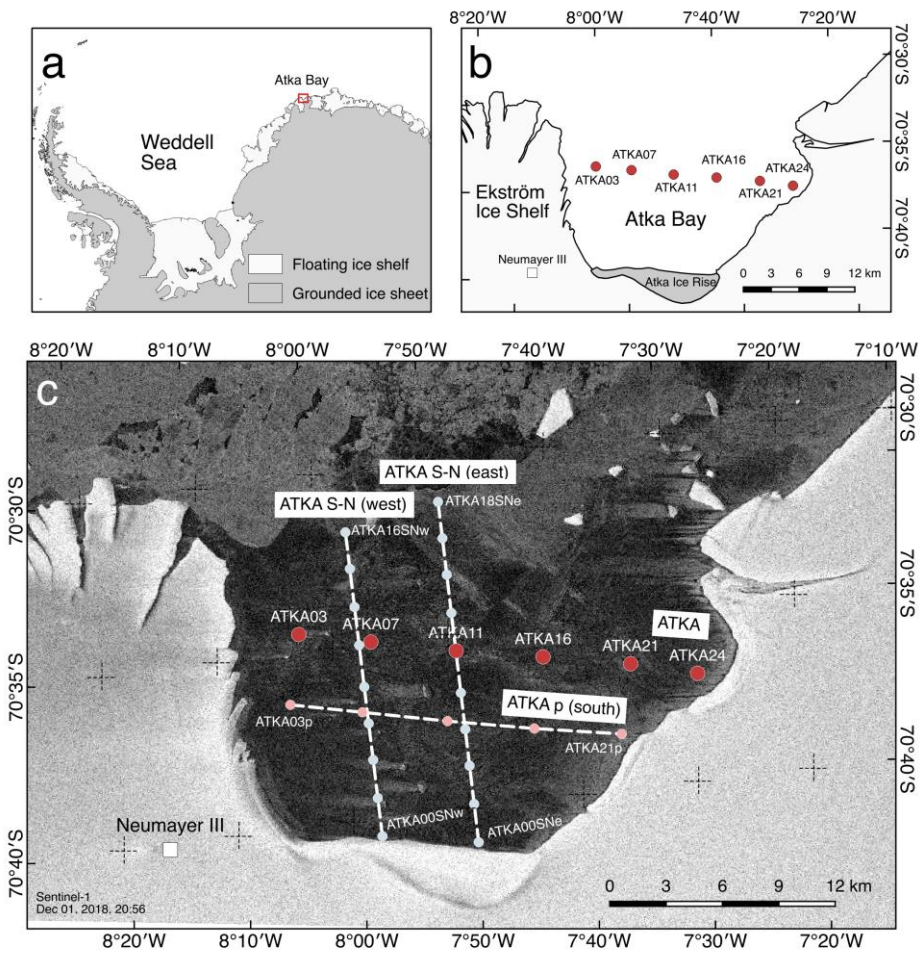 a
Atka Bay
Weddell
Sea
Floating ice shelf
Grounded ice sheet
8°20'W 8°00'W 7°40'W 7°20'W
b
70°30'S
70°35'S
70°40'S
ATKA03
ATKA07
ATKA11
ATKA16
ATKA21
ATKA24
Ekström
Ice Shelf
Atka Bay
Neumayer III
Atka Ice Rise
0 3 6 9 12 km
8°20'W 8°10'W 8°00'W 7°50'W 7°40'W 7°30'W 7°20'W 7°10'W
c
70°30'S
70°35'S
70°40'S
70°30'S
70°35'S
70°40'S
ATKA S-N (east)
ATKA S-N (west)
ATKA18SNe
ATKA16SNw
ATKA03
ATKA07
ATKA11
ATKA16
ATKA
ATKA21
ATKA24
ATKA p (south)
ATKA03p
ATKA21p
ATKA00SNw
ATKA00SNe
Neumayer III
Sentinel-1
Dec 01, 2018, 20:56
0 3 6 9 12 km
8°20'W 8°10'W 8°00'W 7°50'W 7°40'W 7°30'W